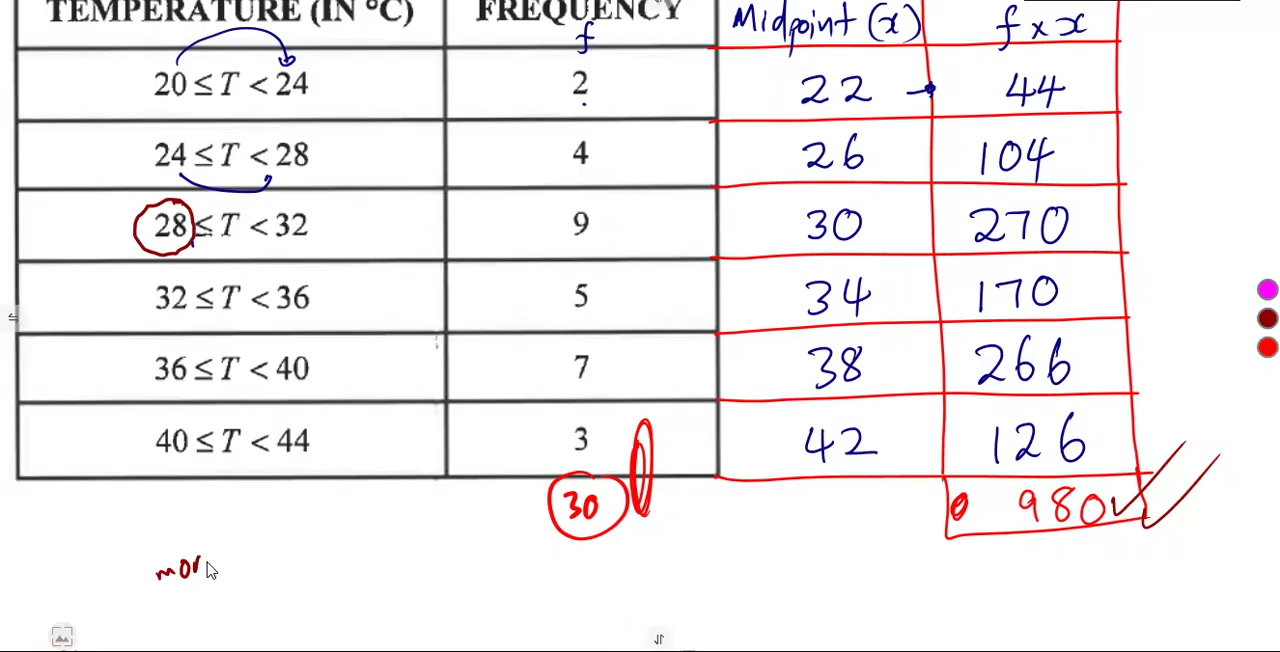 TEMPERATURE (IN °C) FREQUENCY f Midpoint (x) f × x
20 ≤ T < 24 2 22 44
24 ≤ T < 28 4 26 104
28 ≤ T < 32 9 30 270
32 ≤ T < 36 5 34 170
36 ≤ T < 40 7 38 266
40 ≤ T < 44 3 42 126
30 980
mor